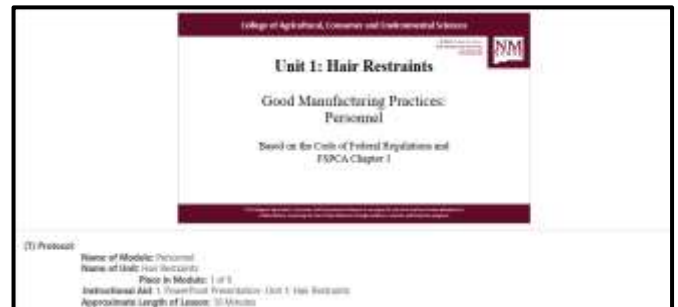 College of Agricultural, Consumer and Environmental Sciences
NM
Unit 1: Hair Restraints
Good Manufacturing Practices:
Personnel
Based on the Code of Federal Regulations and
FSPCA Chapter 3
(1) Protocol:
Name of Module: Personnel
Name of Unit: Hair Restraints
Place in Module: 1 of
Instructional Aid: 1. PowerPoint Presentation: Unit 1: Hair Restraints
Approximate Length of Lesson: 10 Minutes